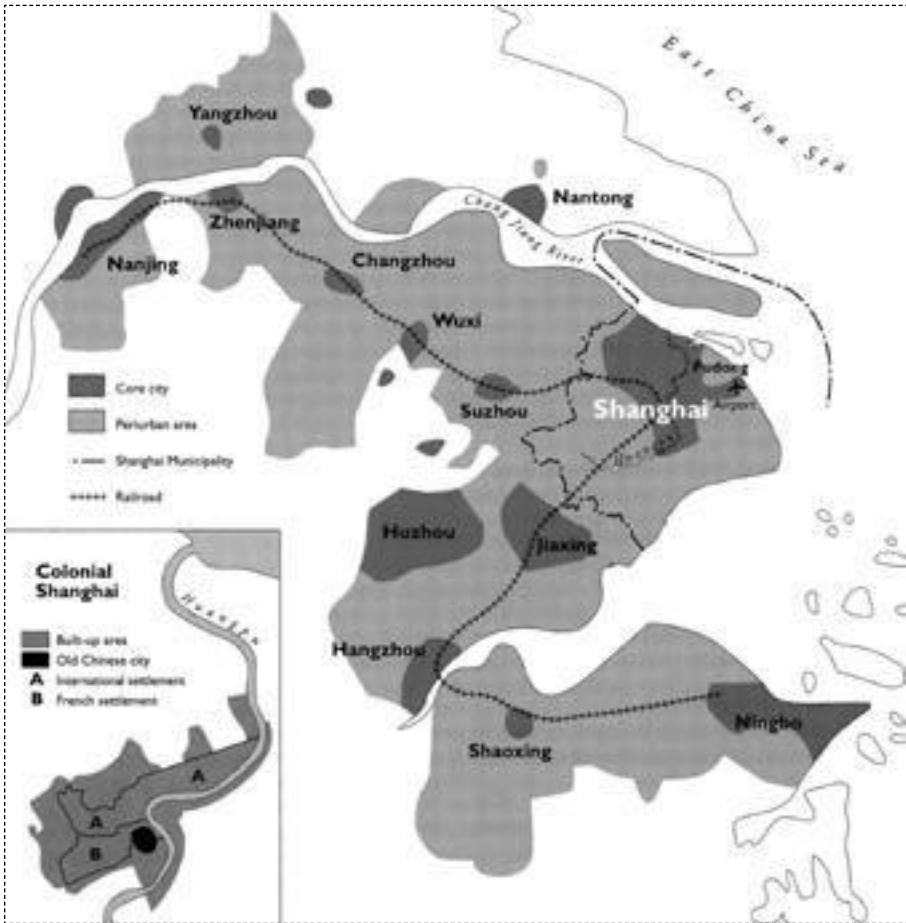 East China Sea
Yangzhou
Nantong
Chang Jiang River
Zhenjiang
Nanjing
Changzhou
Wuxi
Pudong
Airport
Suzhou
Shanghai
Core city
Periurban area
Shanghai Municipality
Railroad
Huzhou
Jiaxing
Colonial
Shanghai
Huangpu
Built-up area
Old Chinese city
A International settlement
B French settlement
Hangzhou
Ningbo
Shaoxing
A
A
B